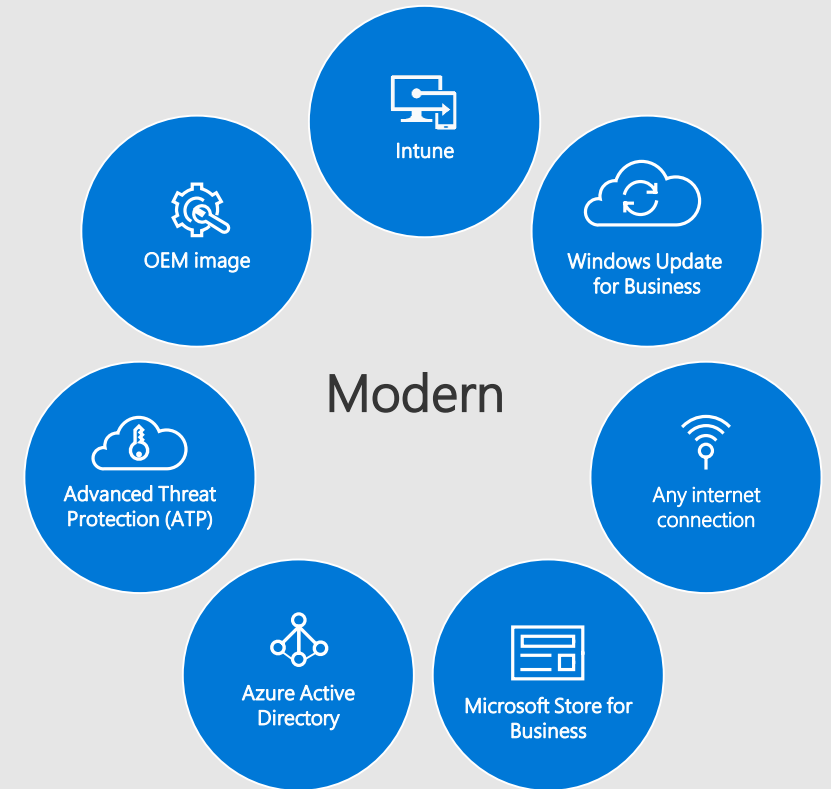 Intune
Windows Update
for Business
OEM image
Modern
Advanced Threat
Protection (ATP)
Any internet
connection
Azure Active
Directory
Microsoft Store for
Business